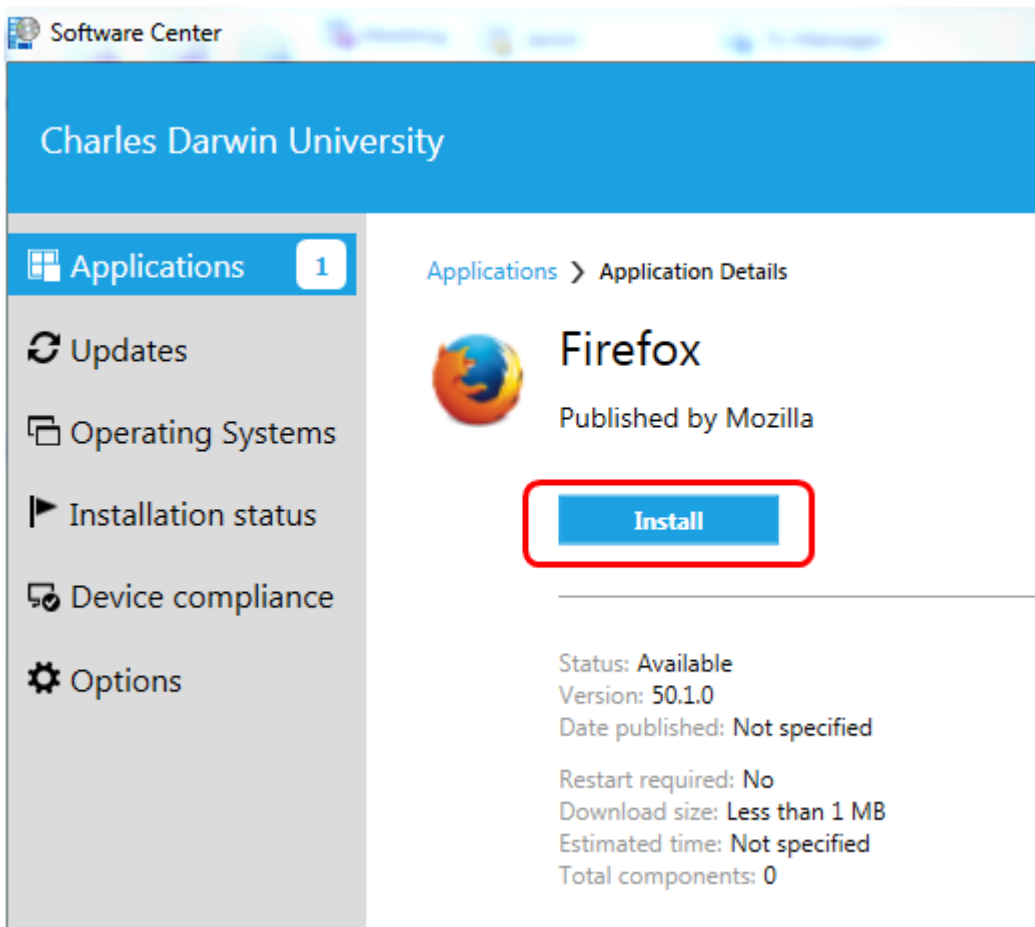 Software Center
Charles Darwin University
Applications 1
Updates
Operating Systems
Installation status
Device compliance
Options
Applications > Application Details
Firefox
Published by Mozilla
Install
Status: Available
Version: 50.1.0
Date published: Not specified
Restart required: No
Download size: Less than 1 MB
Estimated time: Not specified
Total components: 0